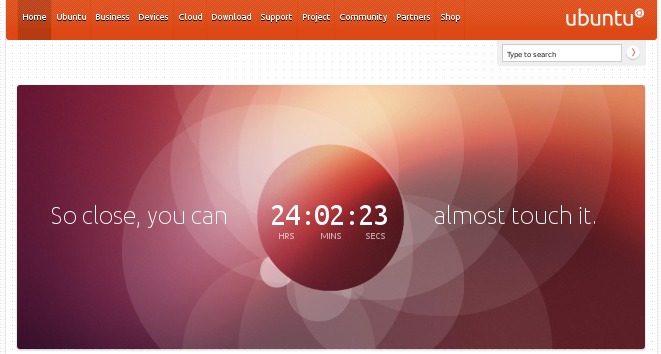 Home Ubuntu Business Devices Cloud Download Support Project Community Partners Shop
ubuntu
Type to search
So close, you can 24:02:23 almost touch it.
HRS MINS SECS